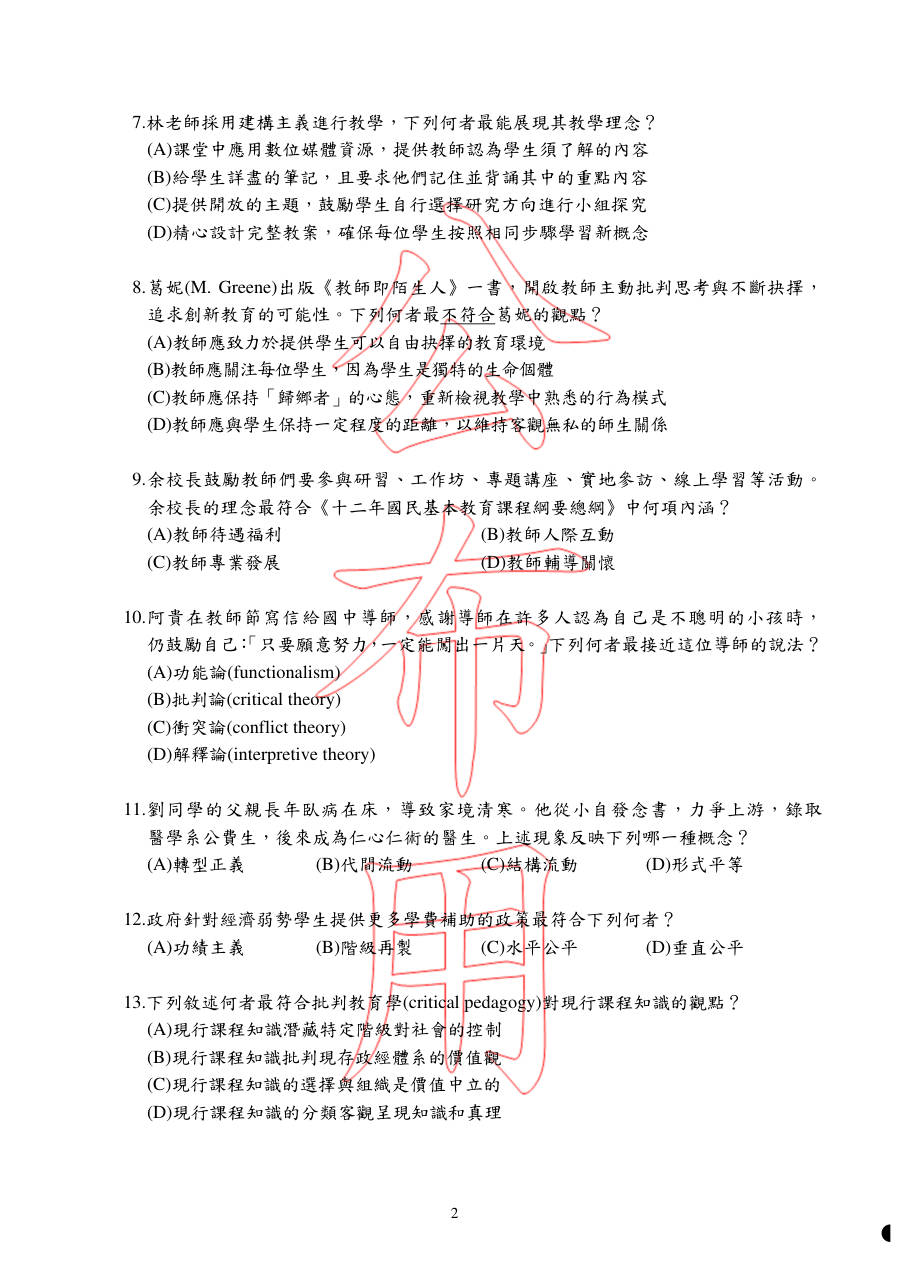 7.林老師採用建構主義進行教學，下列何者最能展現其教學理念？
(A)課堂中應用數位媒體資源，提供教師認為學生須了解的內容
(B)給學生詳盡的筆記，且要求他們記住並背誦其中的重點內容
(C)提供開放的主題，鼓勵學生自行選擇研究方向進行小組探究
(D)精心設計完整教案，確保每位學生按照相同步驟學習新概念
8.葛妮(M. Greene)出版《教師即陌生人》一書，開啟教師主動批判思考與不斷抉擇，
追求創新教育的可能性。下列何者最不符合葛妮的觀點？
(A)教師應致力於提供學生可以自由抉擇的教育環境
(B)教師應關注每位學生，因為學生是獨特的生命個體
(C)教師應保持「歸鄉者」的心態，重新檢視教學中熟悉的行為模式
(D)教師應與學生保持一定程度的距離，以維持客觀無私的師生關係
9.余校長鼓勵教師們要參與研習、工作坊、專題講座、實地參訪、線上學習等活動。
余校長的理念最符合《十二年國民基本教育課程綱要總綱》中何項內涵？
(A)教師待遇福利 (B)教師人際互動
(C)教師專業發展 (D)教師輔導關懷
10.阿貴在教師節寫信給國中導師，感謝導師在許多人認為自己是不聰明的小孩時，
仍鼓勵自己：「只要願意努力，一定能闖出一片天。」下列何者最接近這位導師的說法？
(A)功能論(functionalism)
(B)批判論(critical theory)
(C)衝突論(conflict theory)
(D)解釋論(interpretive theory)
11.劉同學的父親長年臥病在床，導致家境清寒。他從小自發念書，力爭上游，錄取
醫學系公費生，後來成為仁心仁術的醫生。上述現象反映下列哪一種概念？
(A)轉型正義 (B)代間流動 (C)結構流動 (D)形式平等
12.政府針對經濟弱勢學生提供更多學費補助的政策最符合下列何者？
(A)功績主義 (B)階級再製 (C)水平公平 (D)垂直公平
13.下列敘述何者最符合批判教育學(critical pedagogy)對現行課程知識的觀點？
(A)現行課程知識潛藏特定階級對社會的控制
(B)現行課程知識批判現存政經體系的價值觀
(C)現行課程知識的選擇與組織是價值中立的
(D)現行課程知識的分類客觀呈現知識和真理
公布用
2